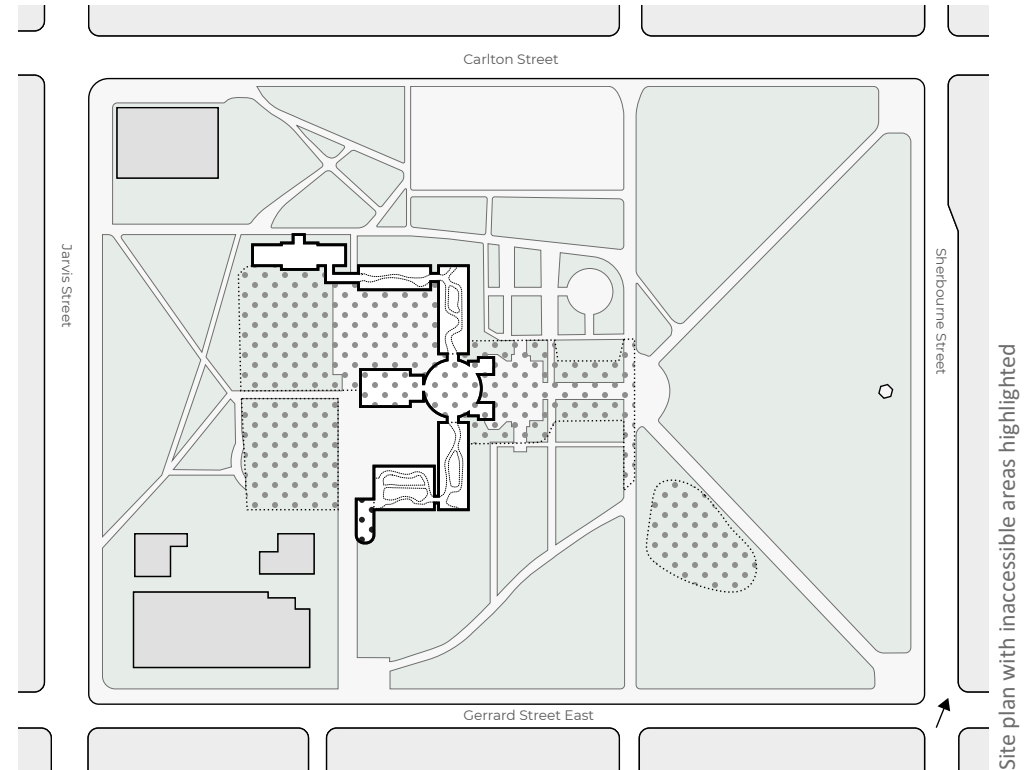 Carlton Street
Jarvis Street
Sherbourne Street
Gerrard Street East
Site plan with inaccessible areas highlighted